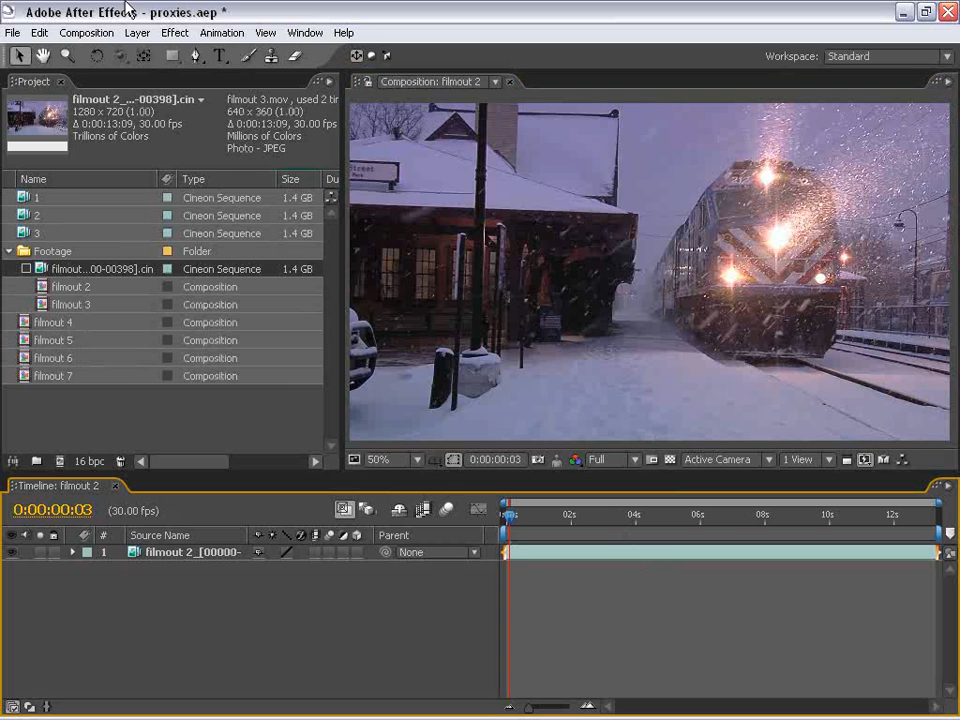 Adobe After Effects - proxies.aep *
File Edit Composition Layer Effect Animation View Window Help
Workspace: Standard
Project
Composition: filmout 2
filmout 2_...-00398].cin
1280 x 720 (1.00)
Δ 0:00:13:09, 30.00 fps
Trillions of Colors
filmout 3.mov , used 2 tir
640 x 360 (1.00)
Δ 0:00:13:09, 30.00 fps
Millions of Colors
Photo - JPEG
Name Type Size Du
1 Cineon Sequence 1.4 GB
2 Cineon Sequence 1.4 GB
3 Cineon Sequence 1.4 GB
Footage Folder
filmout...00-00398].cin Cineon Sequence 1.4 GB
filmout 2 Composition
filmout 3 Composition
filmout 4 Composition
filmout 5 Composition
filmout 6 Composition
filmout 7 Composition
Street
Park
16 bpc
50% 0:00:00:03 Full Active Camera 1 View
Timeline: filmout 2
0:00:00:03 (30.00 fps)
02s 04s 06s 08s 10s 12s
# Source Name Parent
1 filmout 2_[00000- None